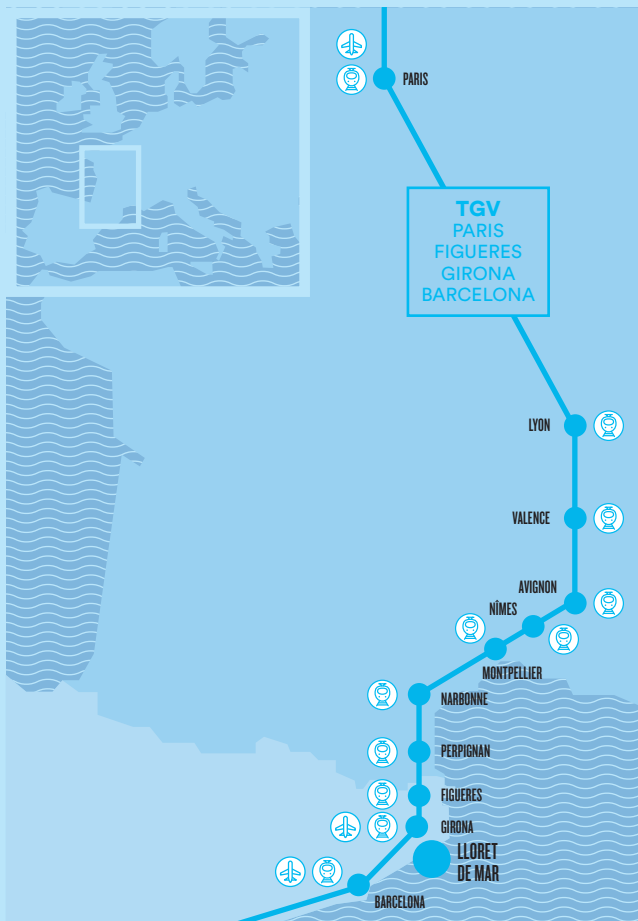 PARIS
TGV
PARIS
FIGUERES
GIRONA
BARCELONA
LYON
VALENCE
AVIGNON
NÎMES
MONTPELLIER
NARBONNE
PERPIGNAN
FIGUERES
GIRONA
LLORET
DE MAR
BARCELONA